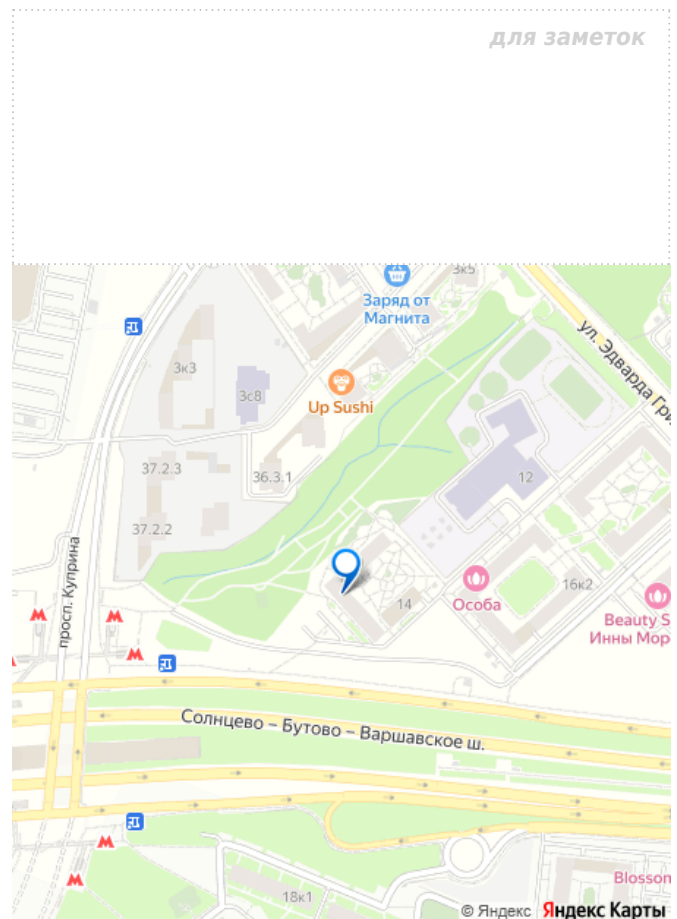 для заметок
3к5
Заряд от
Магнита
ул. Эдварда Гри
3к3
3с8
Up Sushi
37.2.3
36.3.1
12
37.2.2
просп. Куприна
Особа
16к2
14
Beauty S
Инны Мор
Солнцево – Бутово – Варшавское ш.
18к1
Blosson
© Яндекс Яндекс Карты